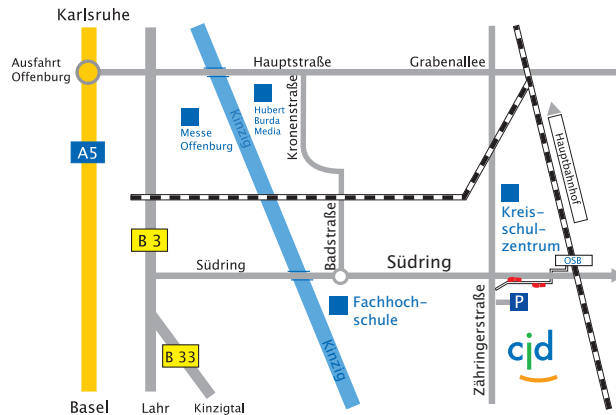 Karlsruhe
Ausfahrt
Offenburg
Hauptstraße
Grabenallee
Kinzig
Hubert
Burda
Media
Messe
Offenburg
Kronenstraße
A5
Hauptbahnhof
Kreis-
schul-
zentrum
Badstraße
B 3
Südring
Südring
OSB
Fachhoch-
schule
P
Zähringerstraße
Kinzig
cjd
B 33
Basel
Lahr
Kinzigtal